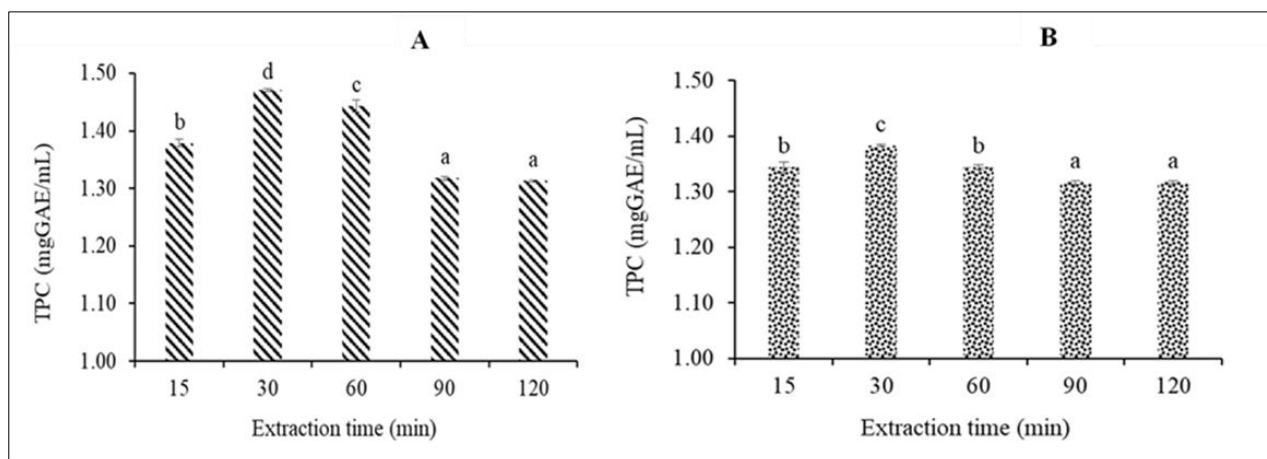 A
TPC (mgGAE/mL)
1.50
1.40
1.30
1.20
1.10
1.00
b
d
c
a
a
15 30 60 90 120
Extraction time (min)
B
TPC (mgGAE/mL)
1.50
1.40
1.30
1.20
1.10
1.00
b
c
b
a
a
15 30 60 90 120
Extraction time (min)